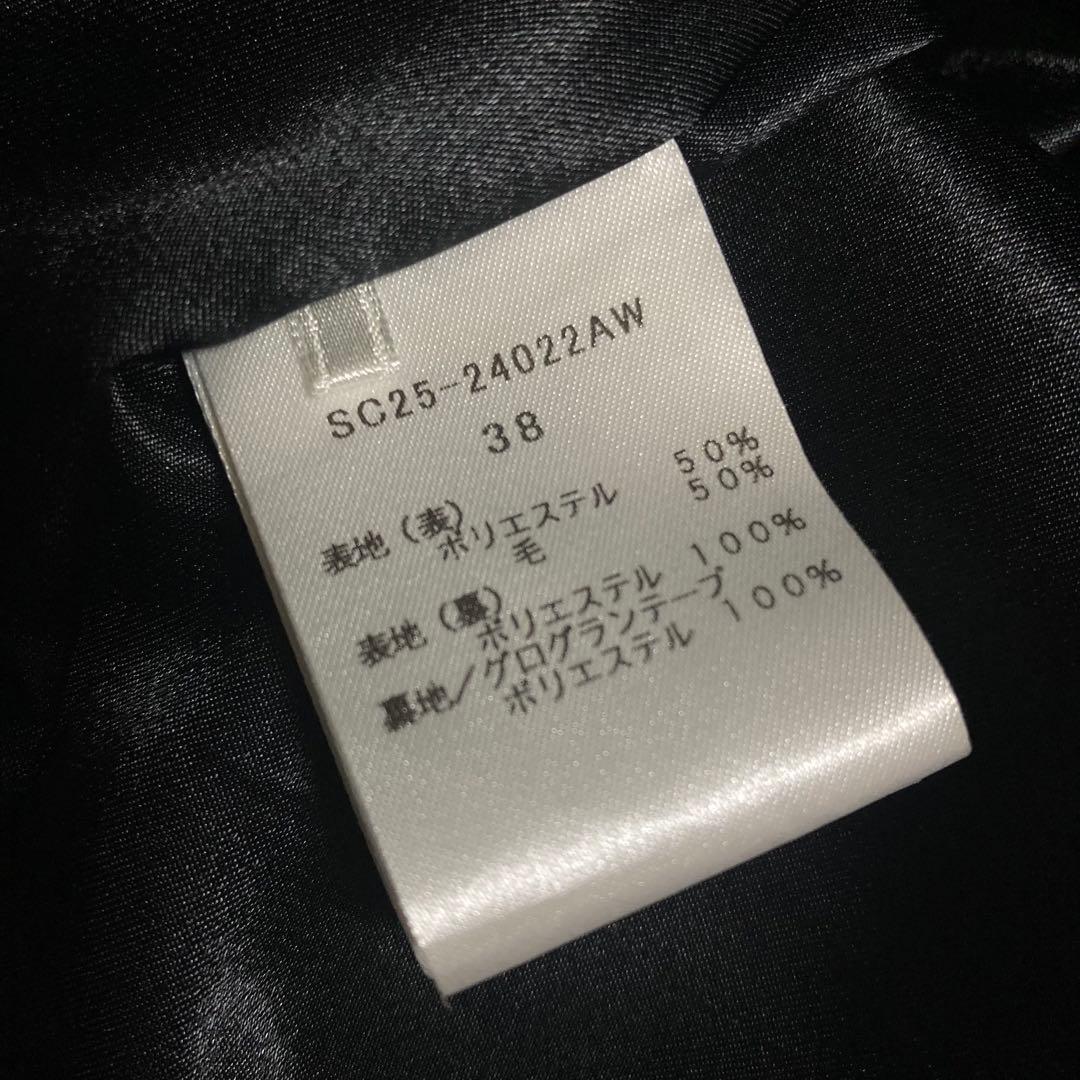 SC25-24022AW
38
表地（表）
ポリエステル 50%
毛 50%
表地（裏）
ポリエステル 100%
裏地／グログランテープ
ポリエステル 100%